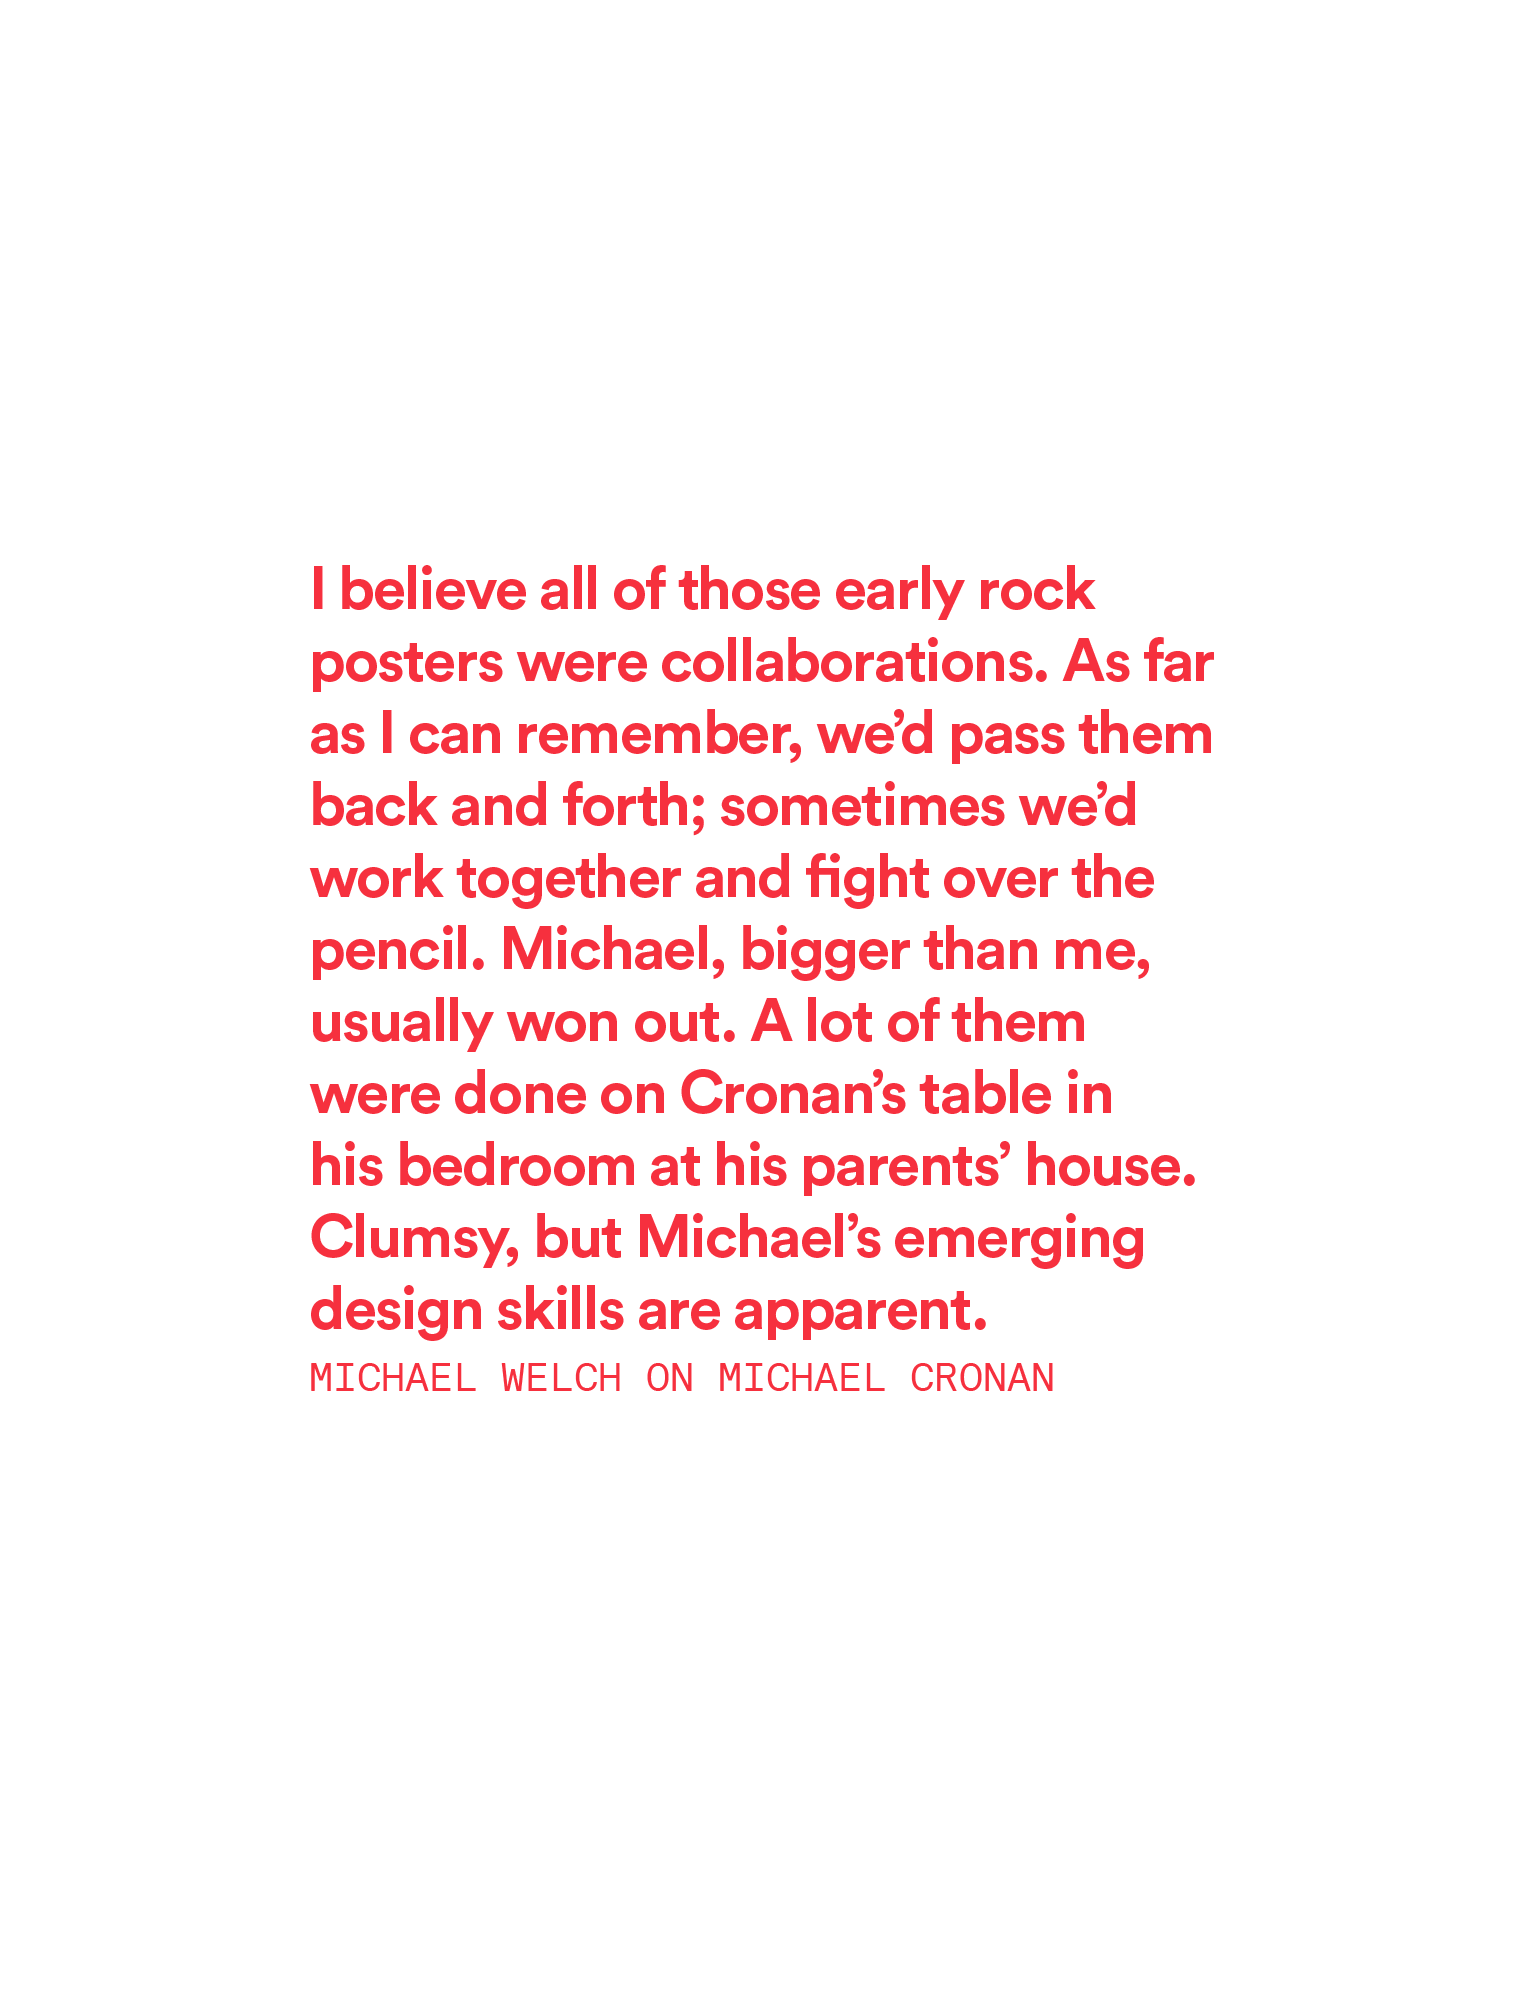 I believe all of those early rock
posters were collaborations. As far
as I can remember, we’d pass them
back and forth; sometimes we’d
work together and fight over the
pencil. Michael, bigger than me,
usually won out. A lot of them
were done on Cronan’s table in
his bedroom at his parents’ house.
Clumsy, but Michael’s emerging
design skills are apparent.
MICHAEL WELCH ON MICHAEL CRONAN